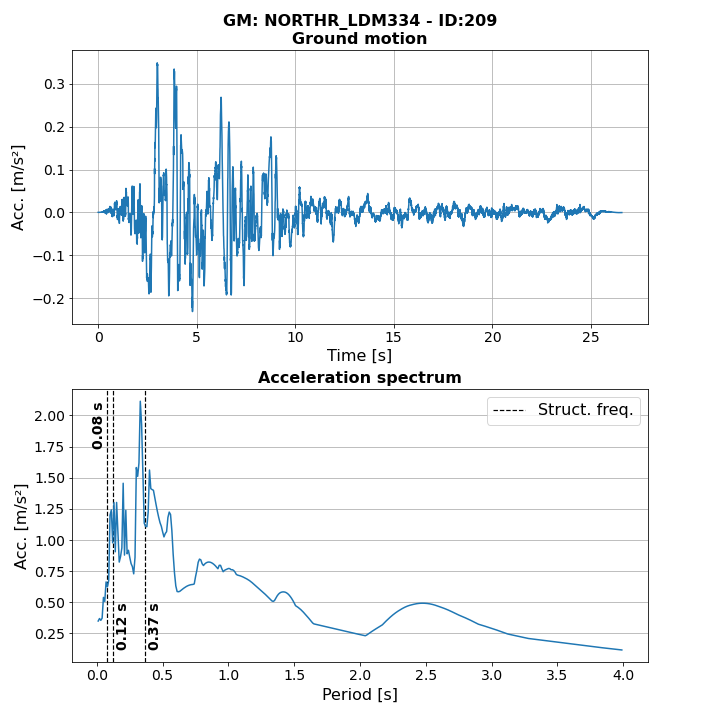 GM: NORTHR_LDM334 - ID:209
Ground motion
Acc. [m/s²]
0.3
0.2
0.1
0.0
−0.1
−0.2
0 5 10 15 20 25
Time [s]
Acceleration spectrum
Acc. [m/s²]
2.00
1.75
1.50
1.25
1.00
0.75
0.50
0.25
0.08 s
0.12 s
0.37 s
Struct. freq.
0.0 0.5 1.0 1.5 2.0 2.5 3.0 3.5 4.0
Period [s]